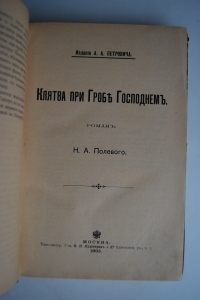 Изданіе А. А. ПЕТРОВИЧА.
Клятва при Гробѣ Господнемъ.
РОМАНЪ
Н. А. Полевого.
МОСКВА.